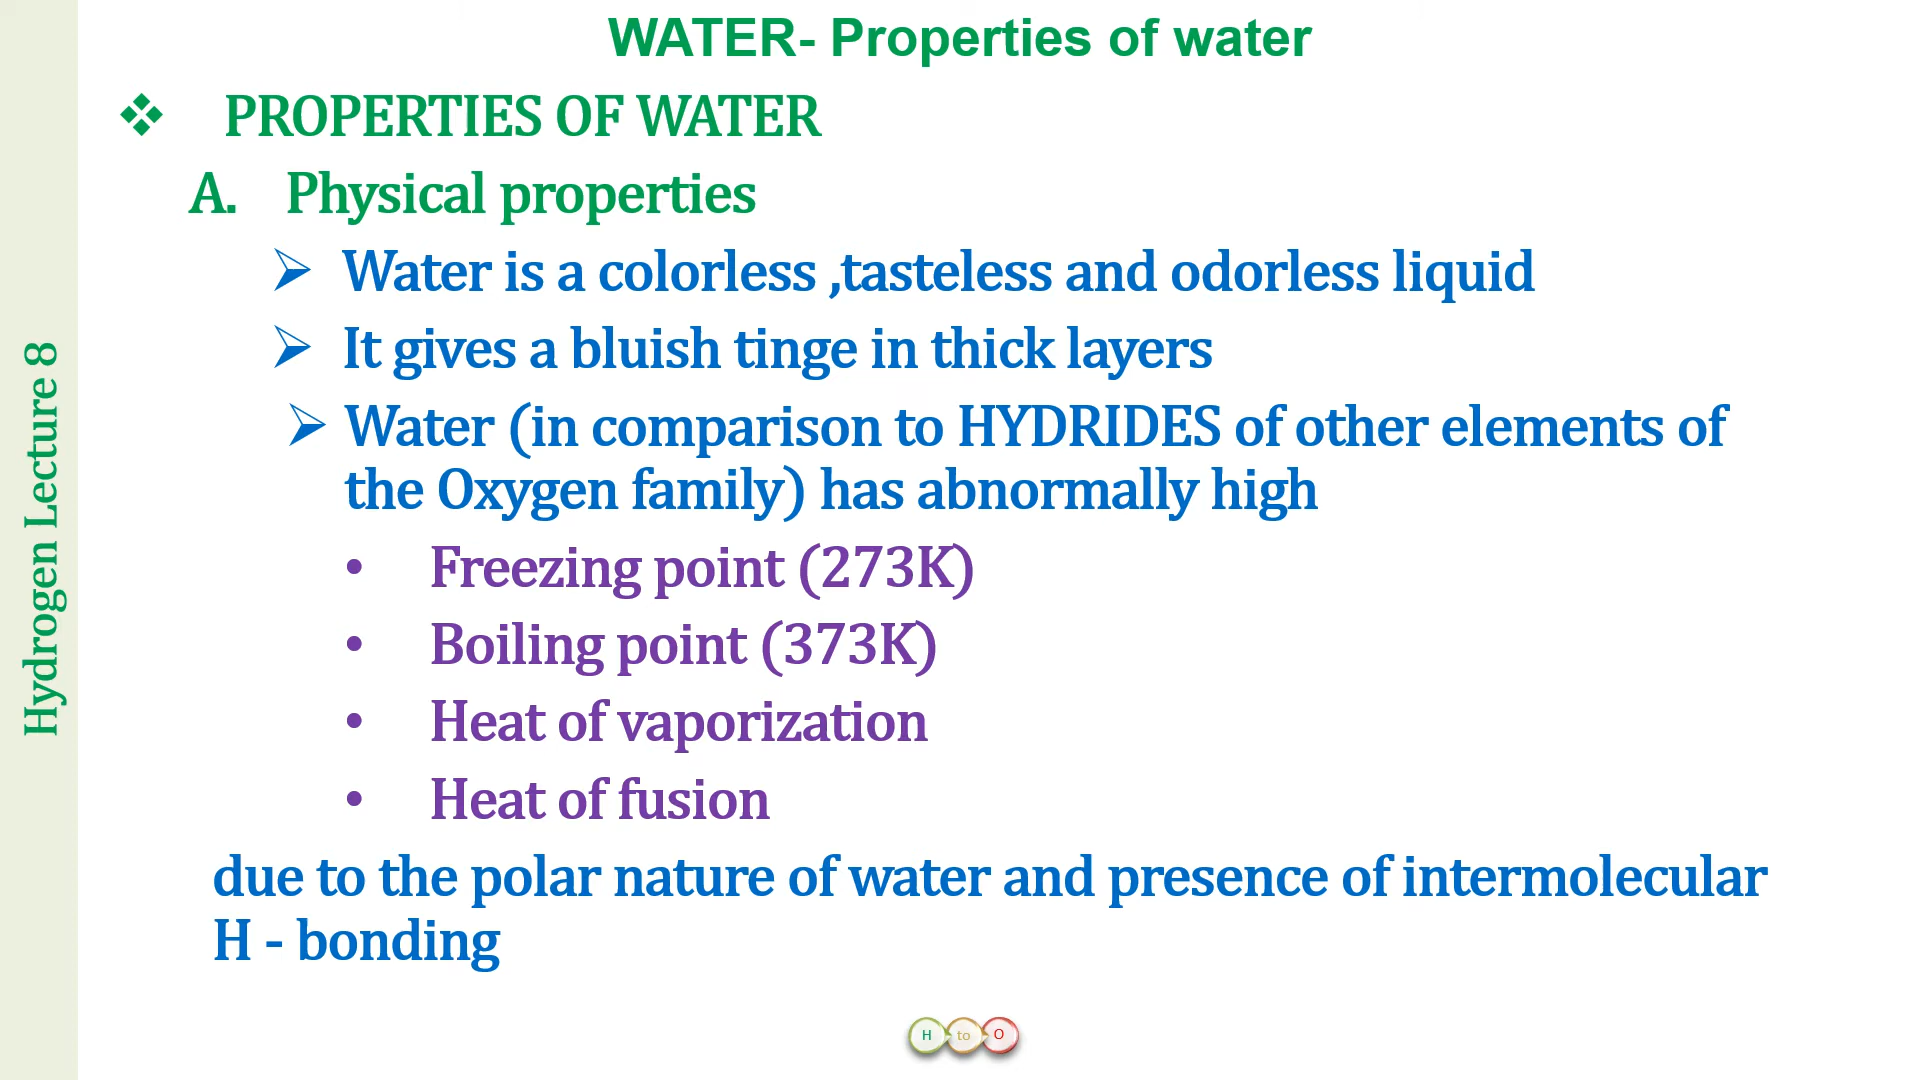 WATER- Properties of water
❖ PROPERTIES OF WATER
A. Physical properties
➢ Water is a colorless ,tasteless and odorless liquid
➢ It gives a bluish tinge in thick layers
➢ Water (in comparison to HYDRIDES of other elements of
the Oxygen family) has abnormally high
• Freezing point (273K)
• Boiling point (373K)
• Heat of vaporization
• Heat of fusion
due to the polar nature of water and presence of intermolecular
H - bonding
Hydrogen Lecture 8
H to O